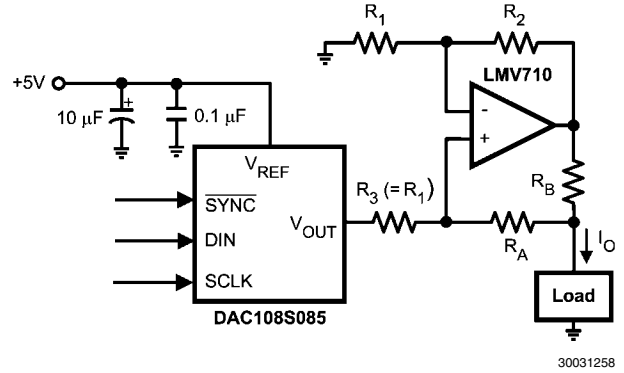 R1
R2
LMV710
+5V
+
10 µF
0.1 µF
-
+
VREF
RB
R3 (=R1)
SYNC
VOUT
DIN
RA
IO
SCLK
Load
DAC108S085
30031258